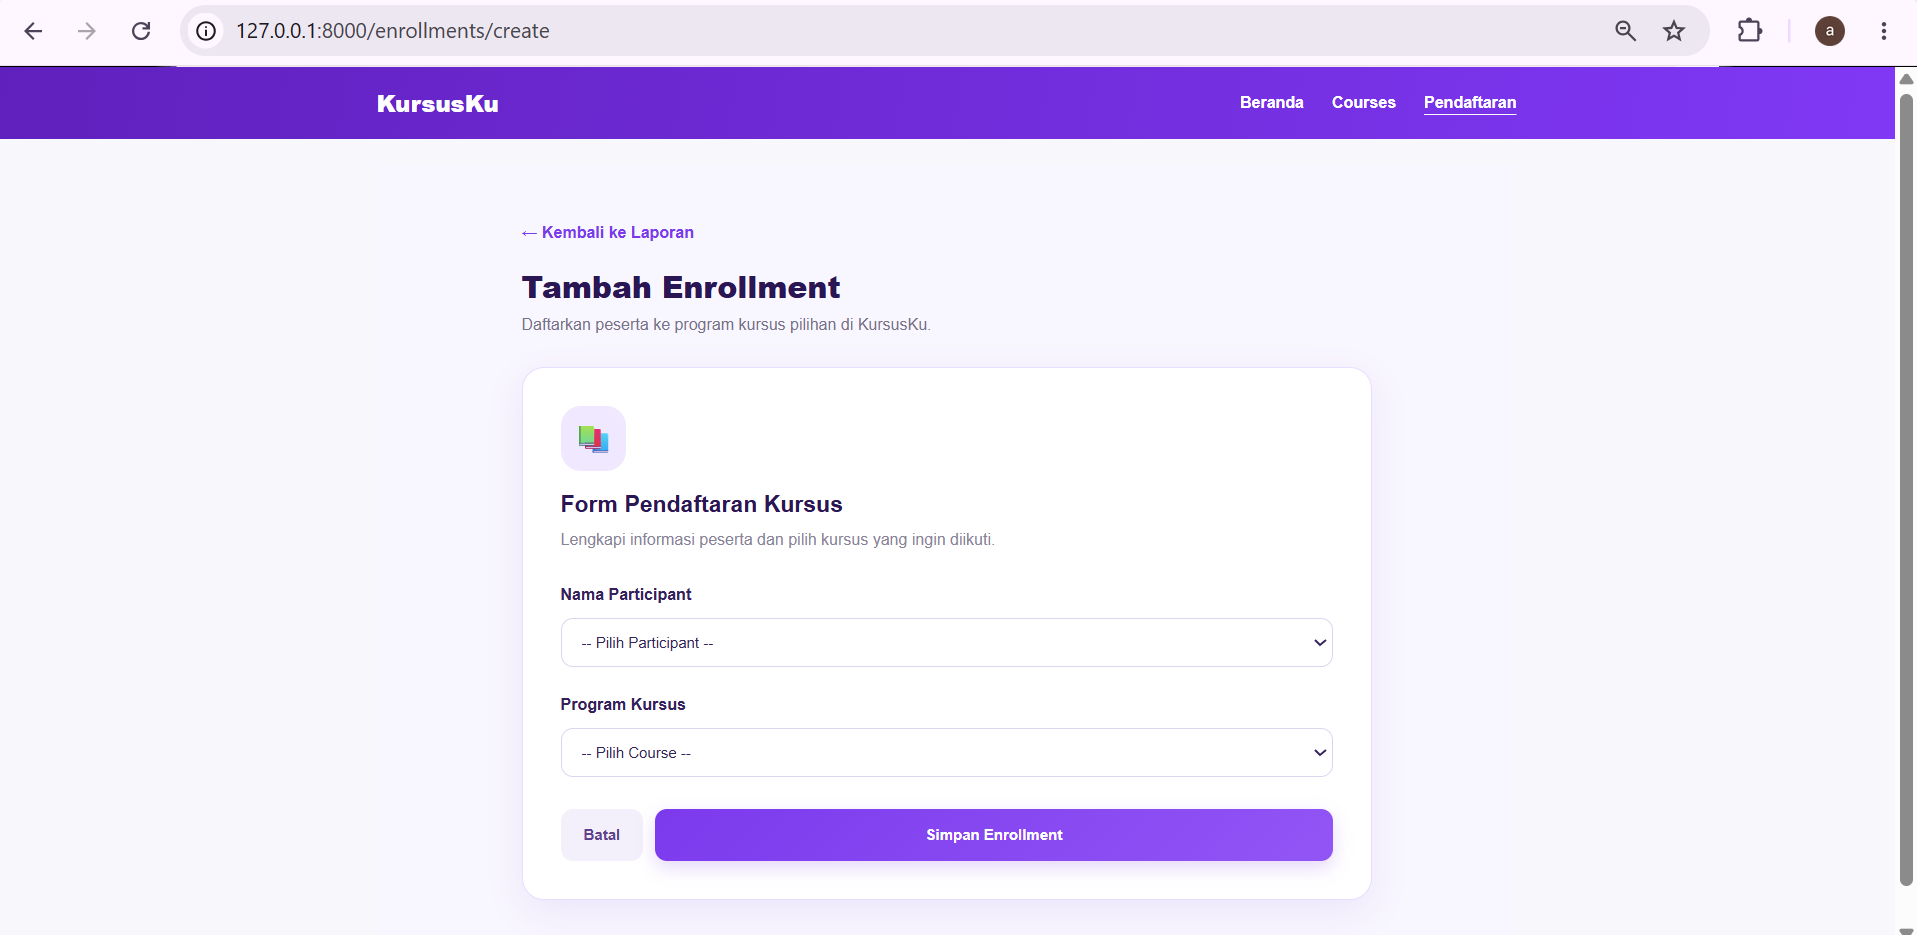 127.0.0.1:8000/enrollments/create
a
KursusKu
Beranda
Courses
Pendaftaran
← Kembali ke Laporan
Tambah Enrollment
Daftarkan peserta ke program kursus pilihan di KursusKu.
Form Pendaftaran Kursus
Lengkapi informasi peserta dan pilih kursus yang ingin diikuti.
Nama Participant
-- Pilih Participant --
Program Kursus
-- Pilih Course --
Batal
Simpan Enrollment